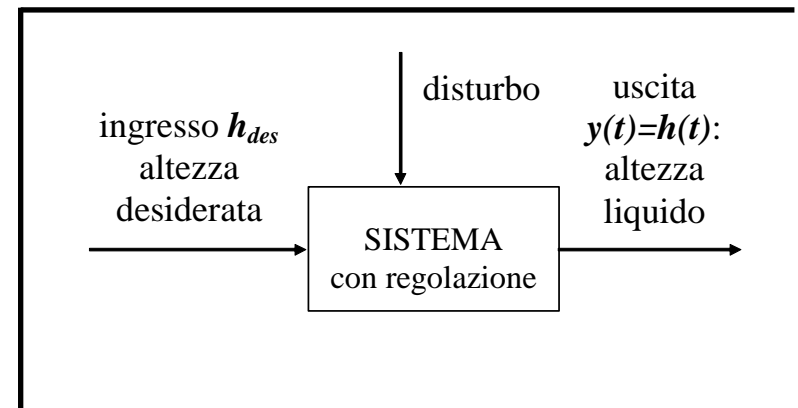 ingresso h_des
altezza
desiderata
disturbo
uscita
y(t)=h(t):
altezza
liquido
SISTEMA
con regolazione